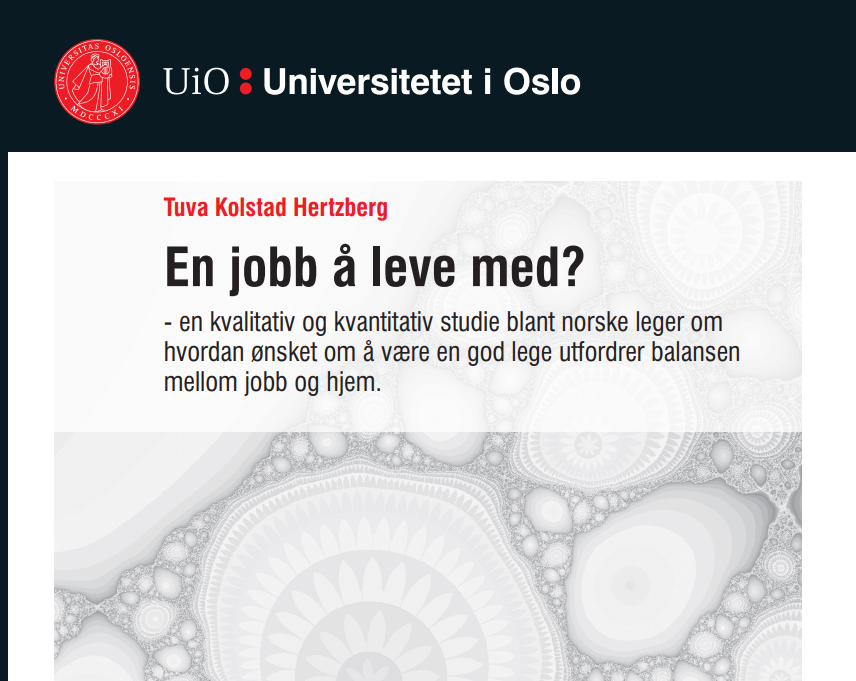 UNIVERSITAS OSLOENSIS
MDCCCXI
UiO : Universitetet i Oslo
Tuva Kolstad Hertzberg
En jobb å leve med?
- en kvalitativ og kvantitativ studie blant norske leger om
hvordan ønsket om å være en god lege utfordrer balansen
mellom jobb og hjem.